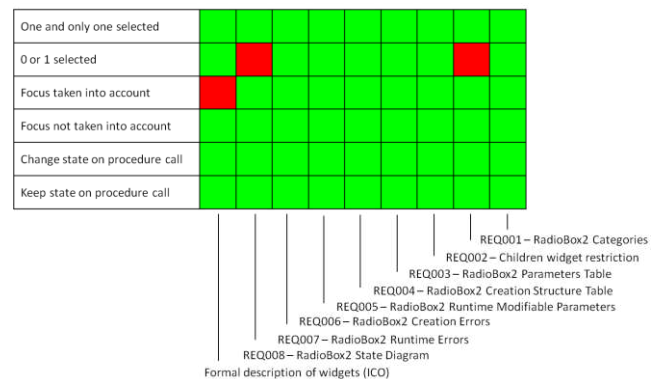 One and only one selected
0 or 1 selected
Focus taken into account
Focus not taken into account
Change state on procedure call
Keep state on procedure call
REQ001 – RadioBox2 Categories
REQ002 – Children widget restriction
REQ003 – RadioBox2 Parameters Table
REQ004 – RadioBox2 Creation Structure Table
REQ005 – RadioBox2 Runtime Modifiable Parameters
REQ006 – RadioBox2 Creation Errors
REQ007 – RadioBox2 Runtime Errors
REQ008 – RadioBox2 State Diagram
Formal description of widgets (ICO)